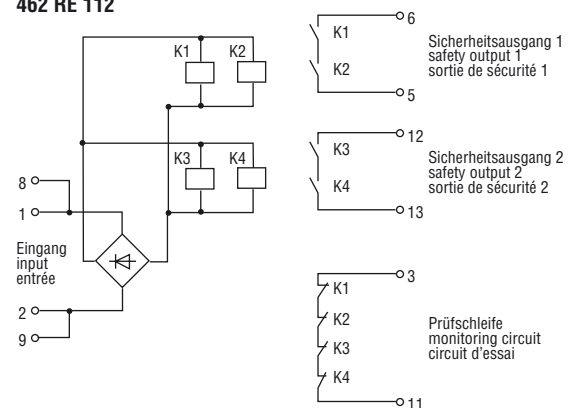 462 RE 112
K1
K2
K3
K4
8
1
Eingang
input
entrée
2
9
6
K1
K2
5
Sicherheitsausgang 1
safety output 1
sortie de sécurité 1
12
K3
K4
13
Sicherheitsausgang 2
safety output 2
sortie de sécurité 2
3
K1
K2
K3
K4
11
Prüfschleife
monitoring circuit
circuit d'essai